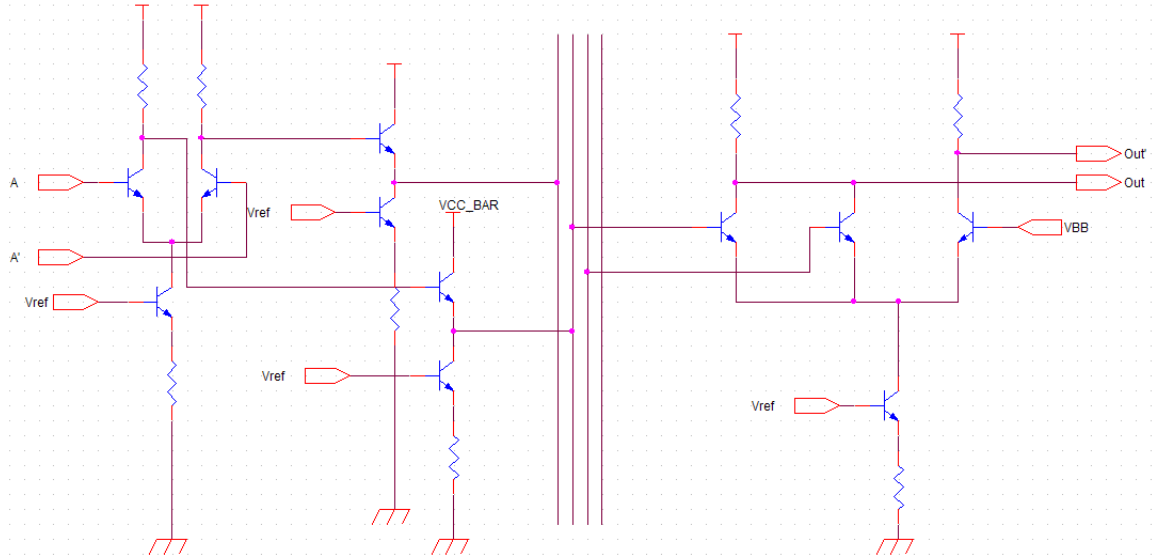 Out'
A
Out
VCC_BAR
Vref
VBB
A'
Vref
Vref
Vref